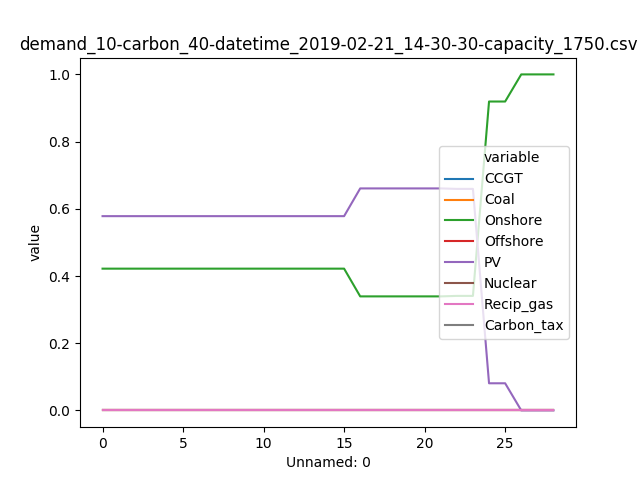 demand_10-carbon_40-datetime_2019-02-21_14-30-30-capacity_1750.csv
1.0
0.8
0.6
0.4
0.2
0.0
value
variable
CCGT
Coal
Onshore
Offshore
PV
Nuclear
Recip_gas
Carbon_tax
0 5 10 15 20 25
Unnamed: 0